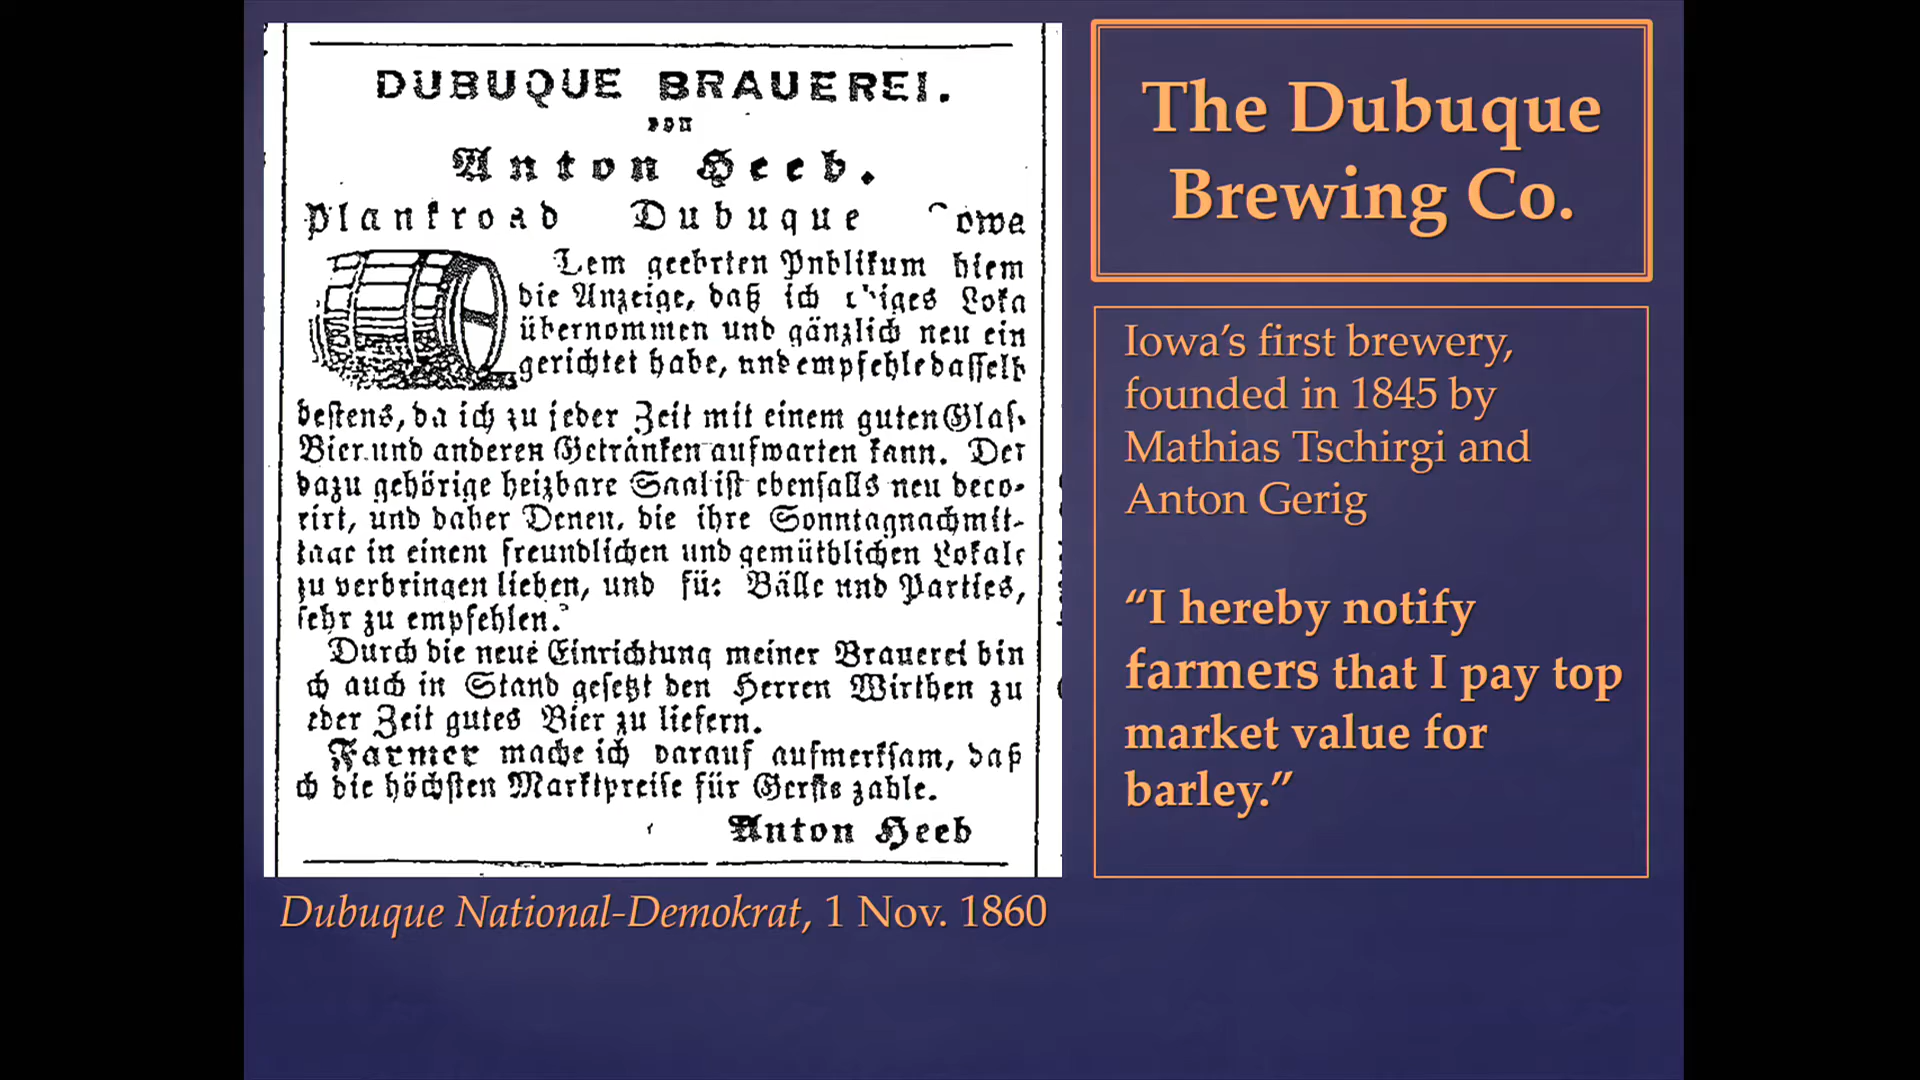 DUBUQUE BRAUEREI.
von
Anton Heeb.
Plankroad Dubuque Iowa
Dem geehrten Publikum hiem
die Anzeige, daß ich obiges Loka
übernommen und gänzlich neu ein
gerichtet habe, und empfehle dasselb
bestens, da ich zu jeder Zeit mit einem guten Glas
Bier und anderen Getränken aufwarten kann. Der
dazu gehörige heizbare Saal ist ebenfalls neu deco-
rirt, und daher Denen, die ihre Sonntagnachmit-
tage in einem freundlichen und gemüthlichen Lokale
zu verbringen lieben, und für Bälle und Parties,
sehr zu empfehlen.
Durch die neue Einrichtung meiner Brauerei bin
ch auch in Stand gesetzt den Herren Wirthen zu
eder Zeit gutes Bier zu liefern.
Farmer mache ich darauf aufmerksam, daß
ch die höchsten Marktpreise für Gerste zahle.
Anton Heeb
Dubuque National-Demokrat, 1 Nov. 1860
The Dubuque
Brewing Co.
Iowa’s first brewery,
founded in 1845 by
Mathias Tschirgi and
Anton Gerig
“I hereby notify
farmers that I pay top
market value for
barley.”